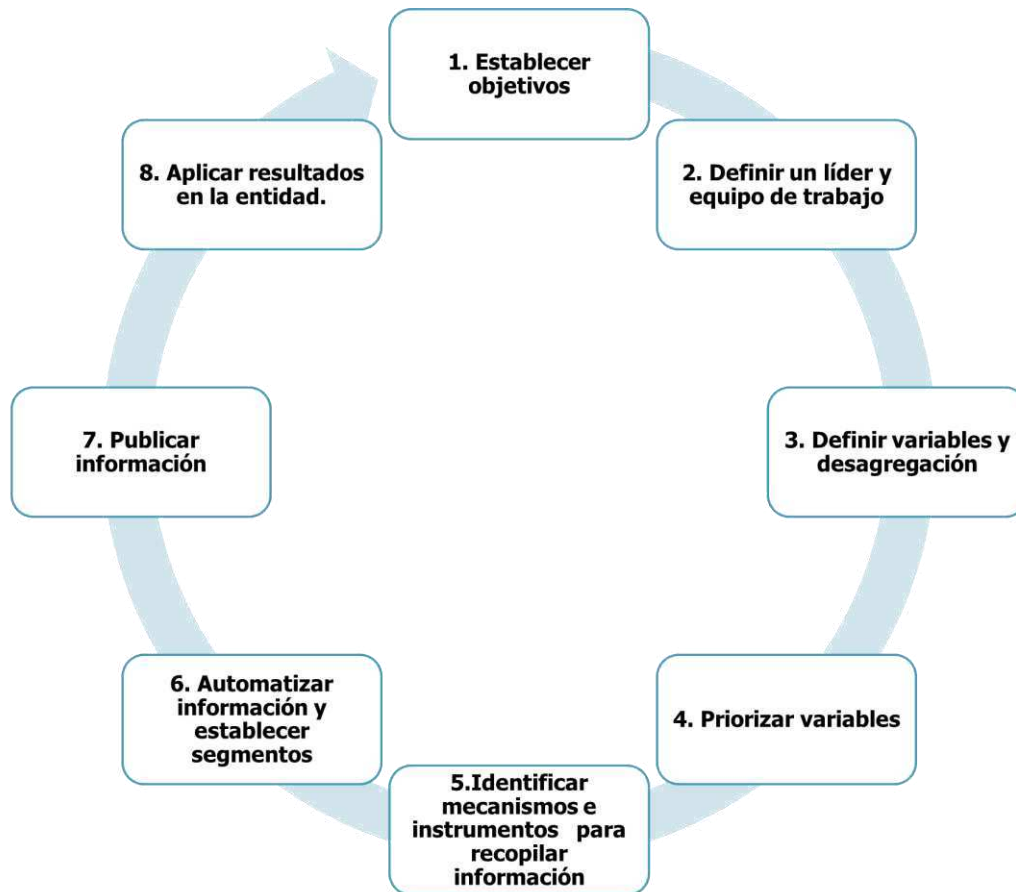 1. Establecer
objetivos
2. Definir un líder y
equipo de trabajo
3. Definir variables y
desagregación
4. Priorizar variables
5.Identificar
mecanismos e
instrumentos para
recopilar
información
6. Automatizar
información y
establecer
segmentos
7. Publicar
información
8. Aplicar resultados
en la entidad.